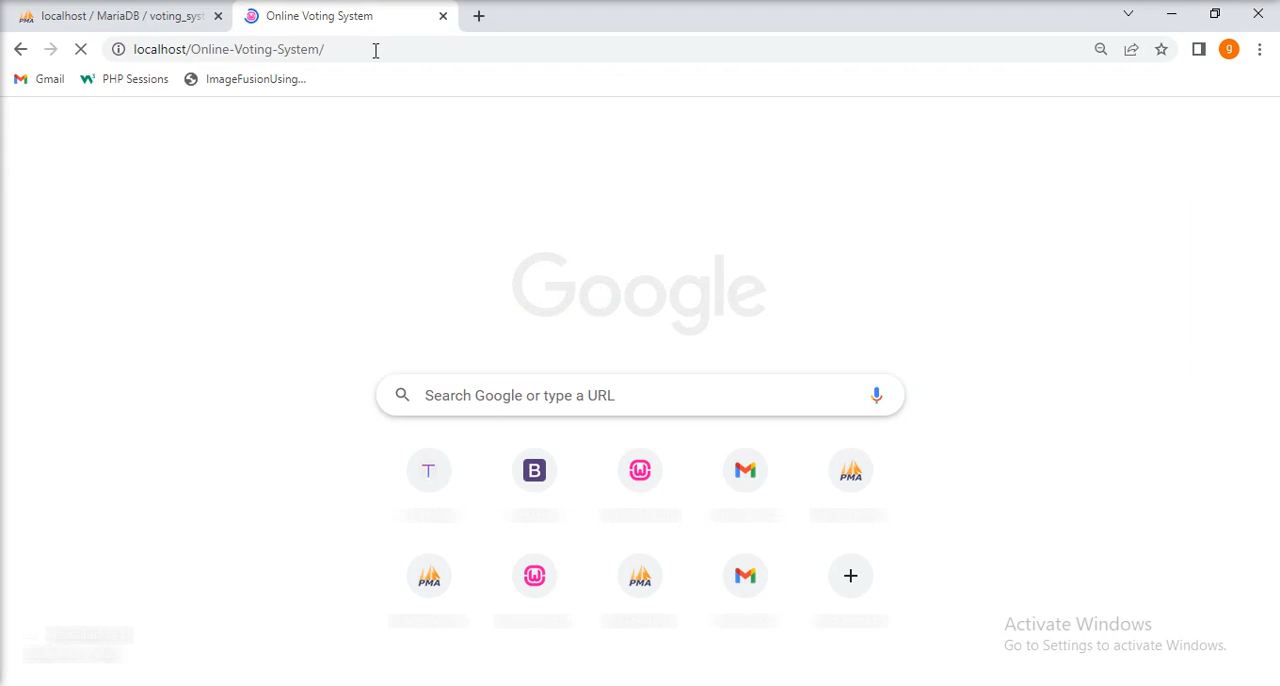 localhost / MariaDB / voting_syst
Online Voting System
localhost/Online-Voting-System/
g
Gmail
PHP Sessions
ImageFusionUsing...
Google
Search Google or type a URL
T
B
W
PMA
PMA
W
PMA
Activate Windows
Go to Settings to activate Windows.